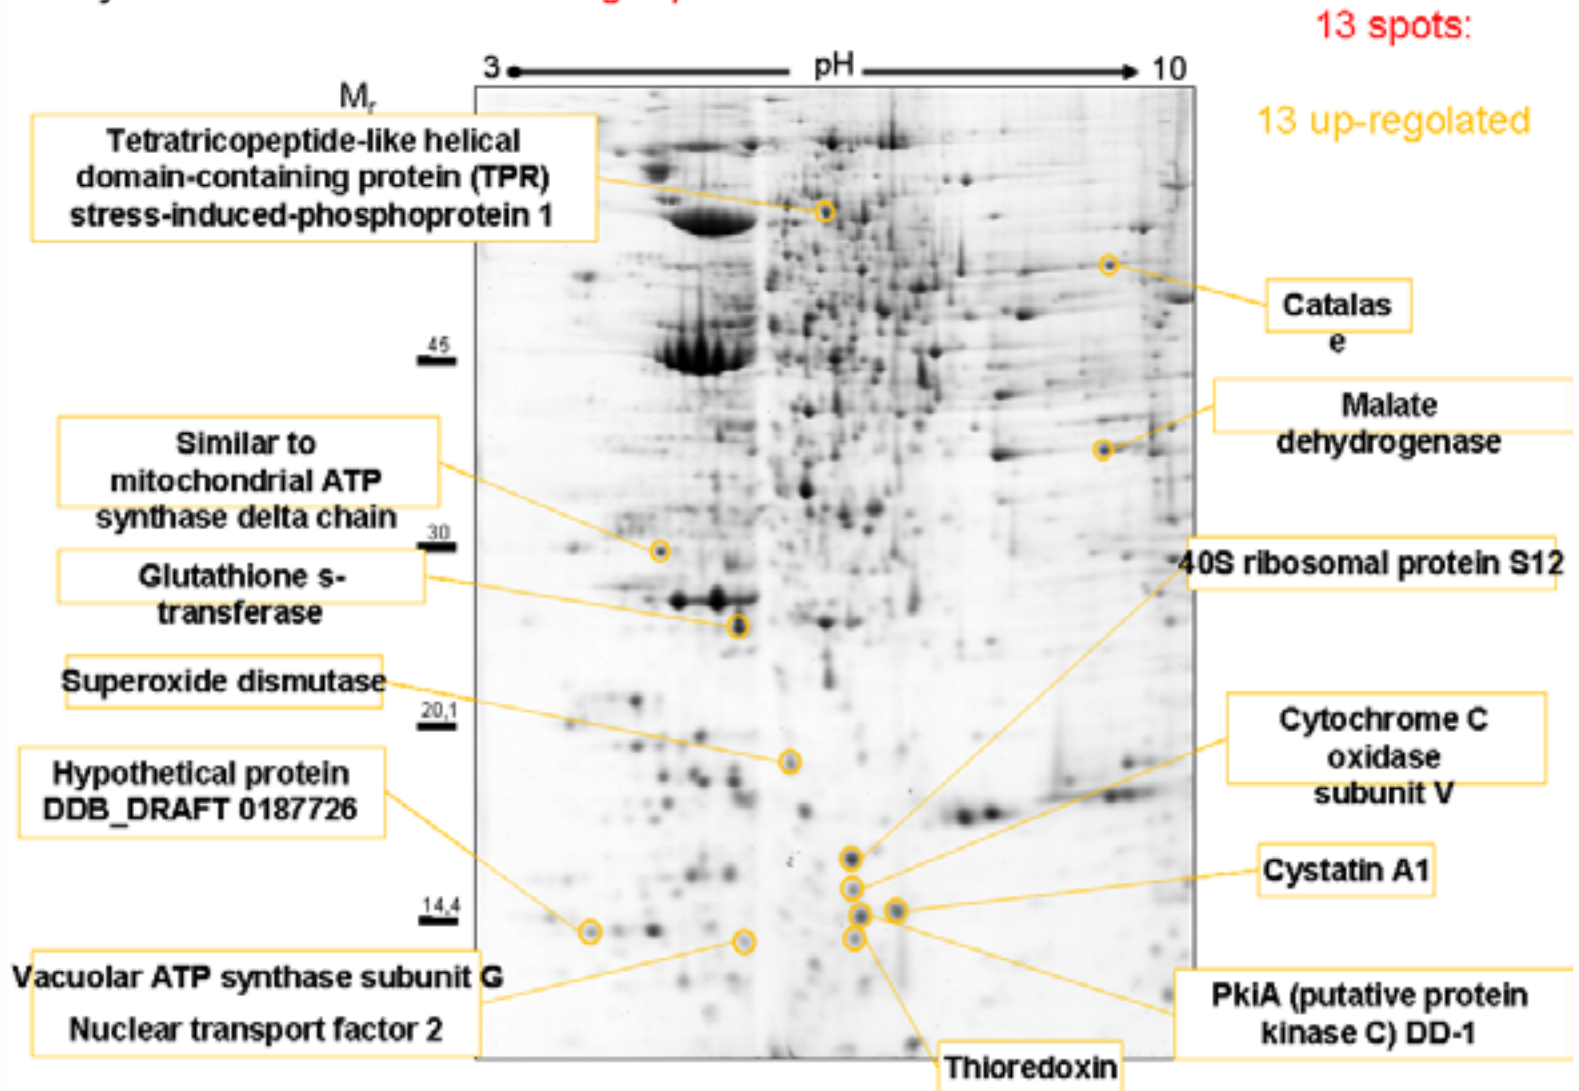 13 spots:
3 pH 10
13 up-regolated
Mr
Tetratricopeptide-like helical
domain-containing protein (TPR)
stress-induced-phosphoprotein 1
Catalas
e
45
Malate
dehydrogenase
Similar to
mitochondrial ATP
synthase delta chain
30
40S ribosomal protein S12
Glutathione s-
transferase
Superoxide dismutase
20,1
Cytochrome C
oxidase
subunit V
Hypothetical protein
DDB_DRAFT 0187726
Cystatin A1
14,4
Vacuolar ATP synthase subunit G
Nuclear transport factor 2
PkiA (putative protein
kinase C) DD-1
Thioredoxin